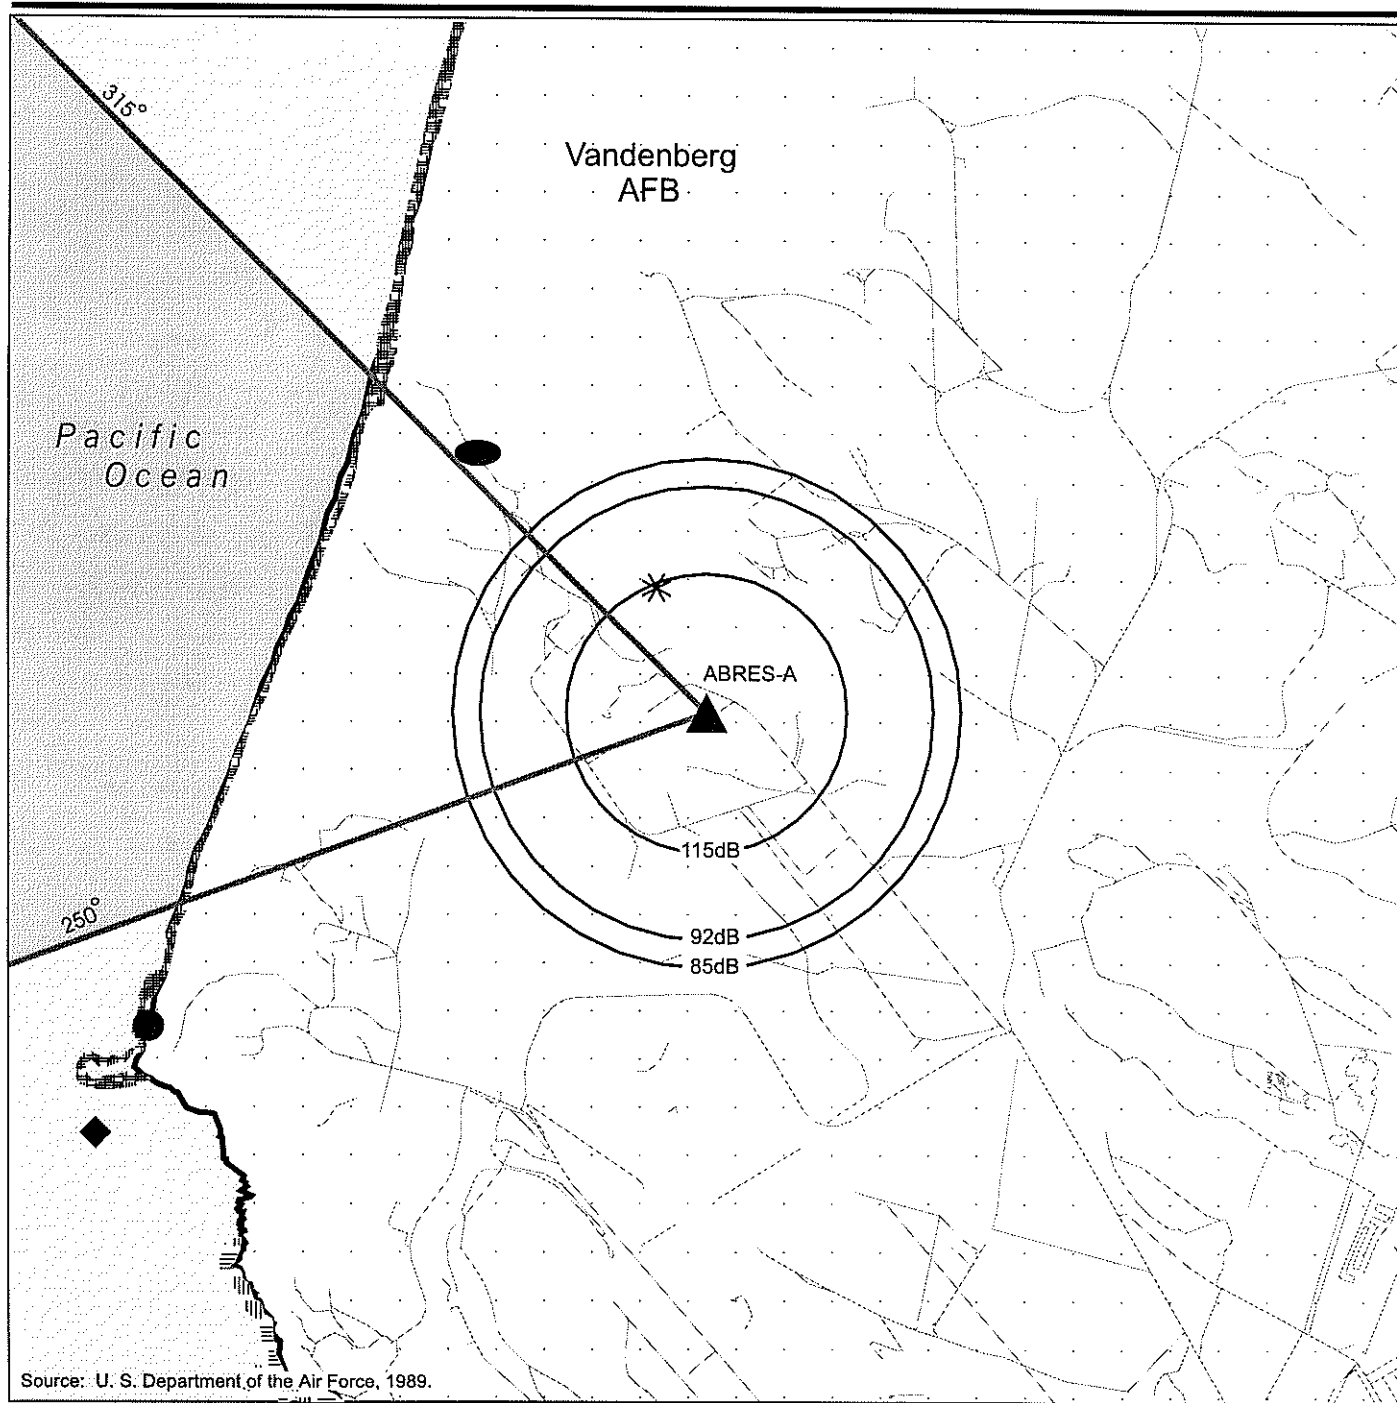 315°
Vandenberg
AFB
Pacific
Ocean
ABRES-A
115dB
250°
92dB
85dB
Source: U. S. Department of the Air Force, 1989.